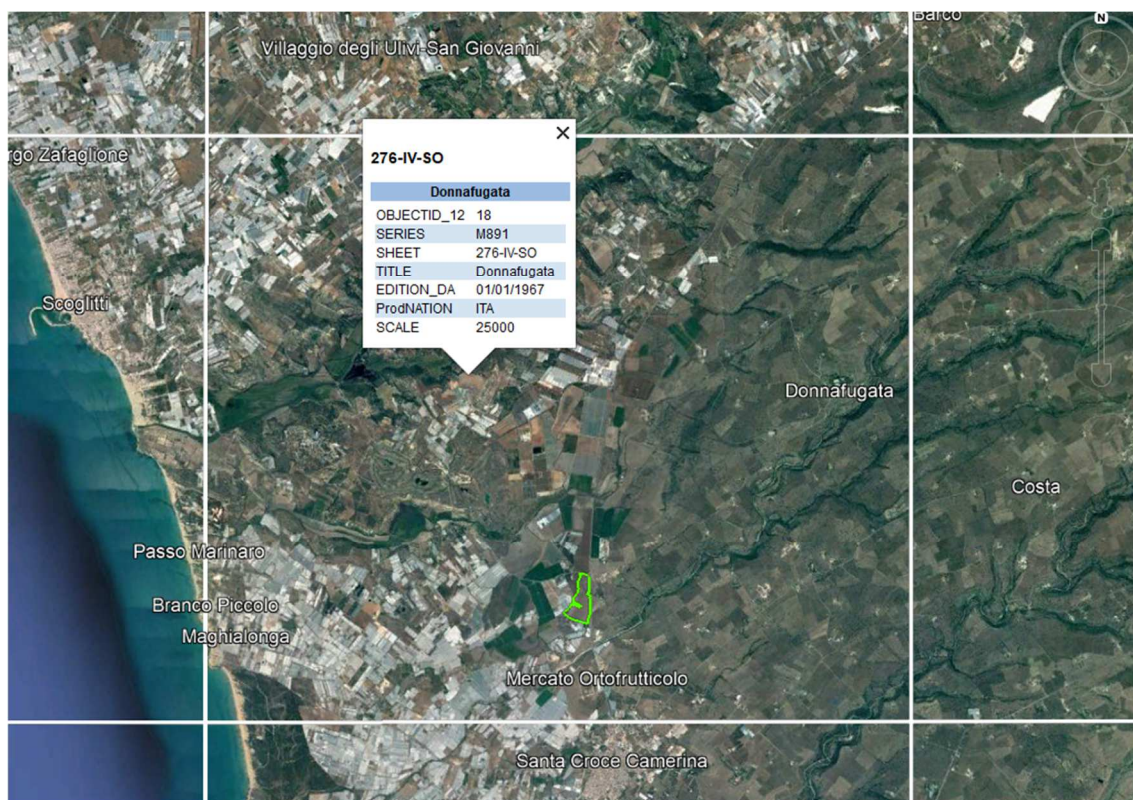 Barco
Villaggio degli Ulivi-San Giovanni
N
rgo Zafaglione
276-IV-SO
Donnafugata
OBJECTID_12 18
SERIES M891
SHEET 276-IV-SO
TITLE Donnafugata
EDITION_DA 01/01/1967
ProdNATION ITA
SCALE 25000
Scoglitti
Donnafugata
Costa
Passo Marinaro
Branco Piccolo
Maghialonga
Mercato Ortofrutticolo
Santa Croce Camerina